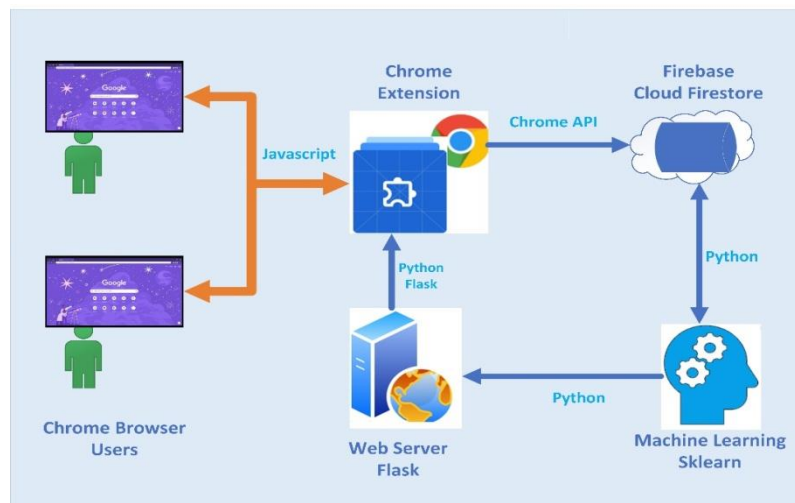 Chrome
Extension
Firebase
Cloud Firestore
Google
Chrome API
Javascript
Python
Flask
Python
Google
Python
Chrome Browser
Users
Web Server
Flask
Machine Learning
Sklearn